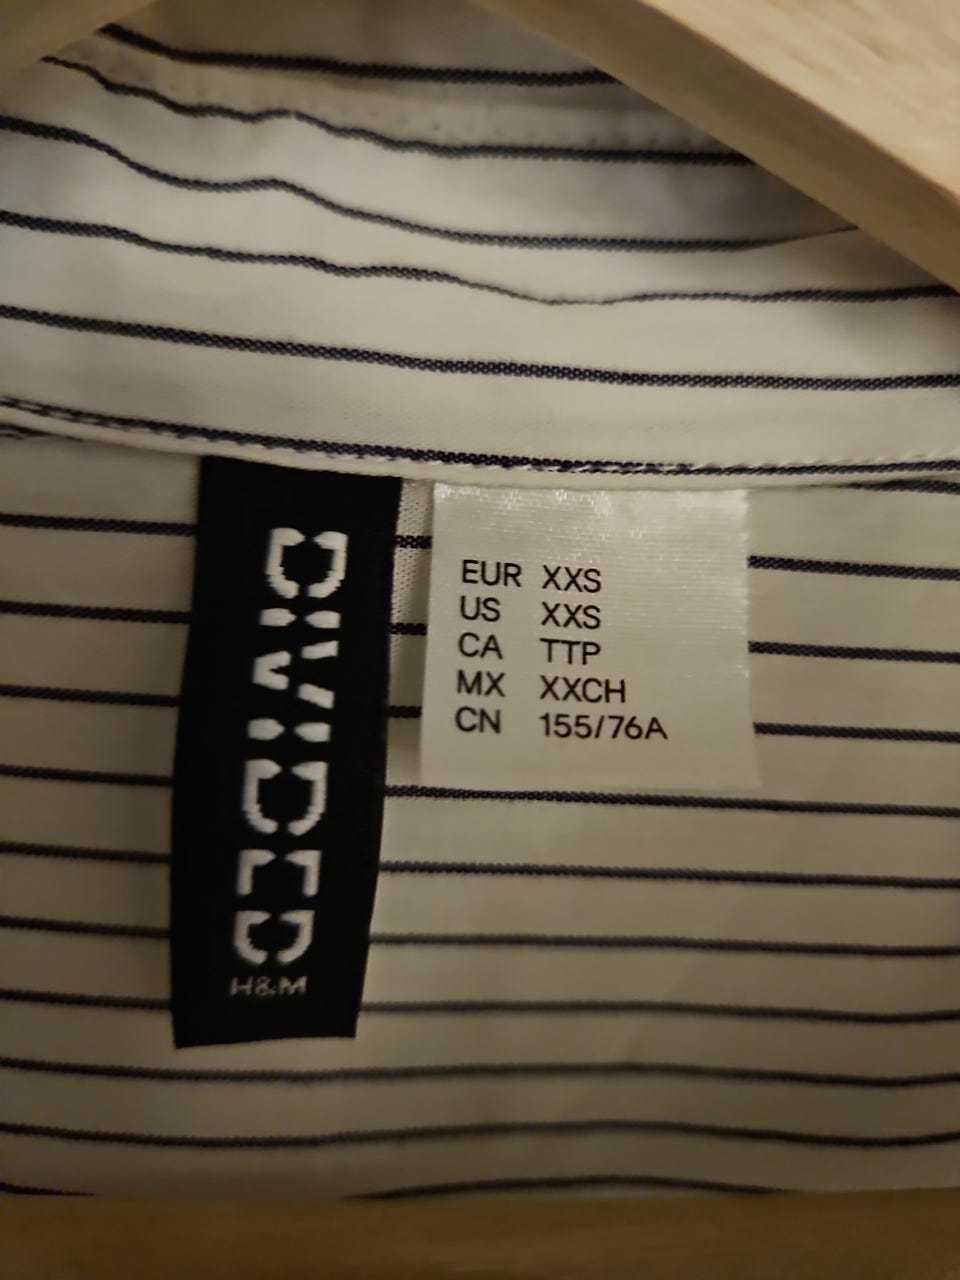 DIVIDED
H&M
EUR XXS
US XXS
CA TTP
MX XXCH
CN 155/76A